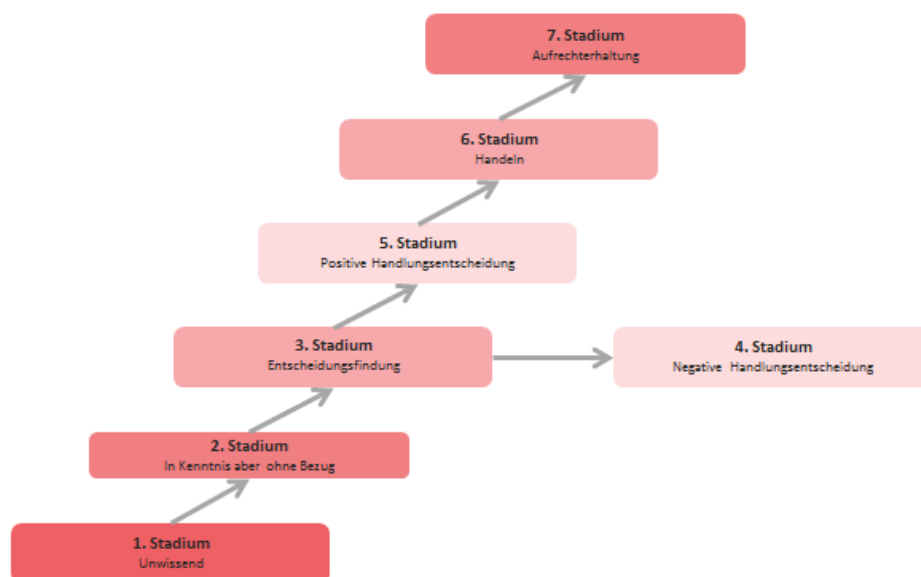 7. Stadium
Aufrechterhaltung
6. Stadium
Handeln
5. Stadium
Positive Handlungsentscheidung
3. Stadium
Entscheidungsfindung
4. Stadium
Negative Handlungsentscheidung
2. Stadium
In Kenntnis aber ohne Bezug
1. Stadium
Unwissend